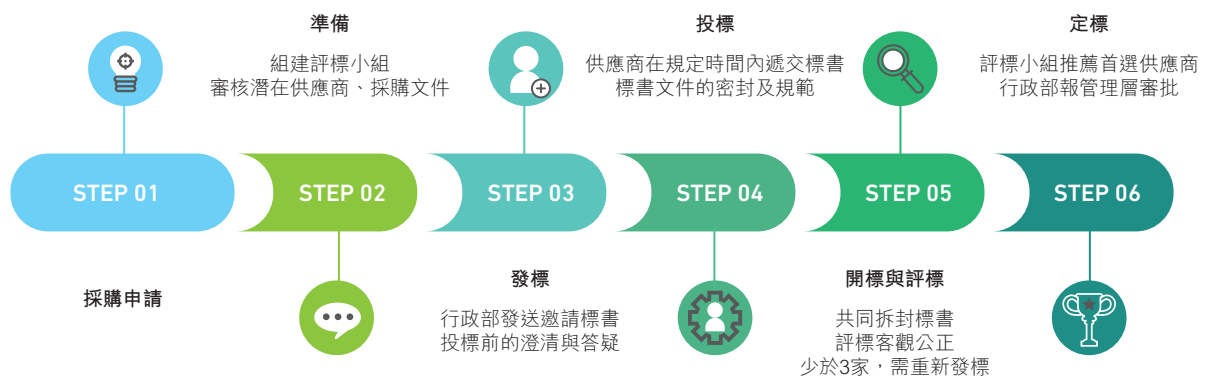 準備
組建評標小組
審核潛在供應商、採購文件
投標
供應商在規定時間內遞交標書
標書文件的密封及規範
定標
評標小組推薦首選供應商
行政部報管理層審批
STEP 01
STEP 02
STEP 03
STEP 04
STEP 05
STEP 06
採購申請
發標
行政部發送邀請標書
投標前的澄清與答疑
開標與評標
共同拆封標書
評標客觀公正
少於3家，需重新發標